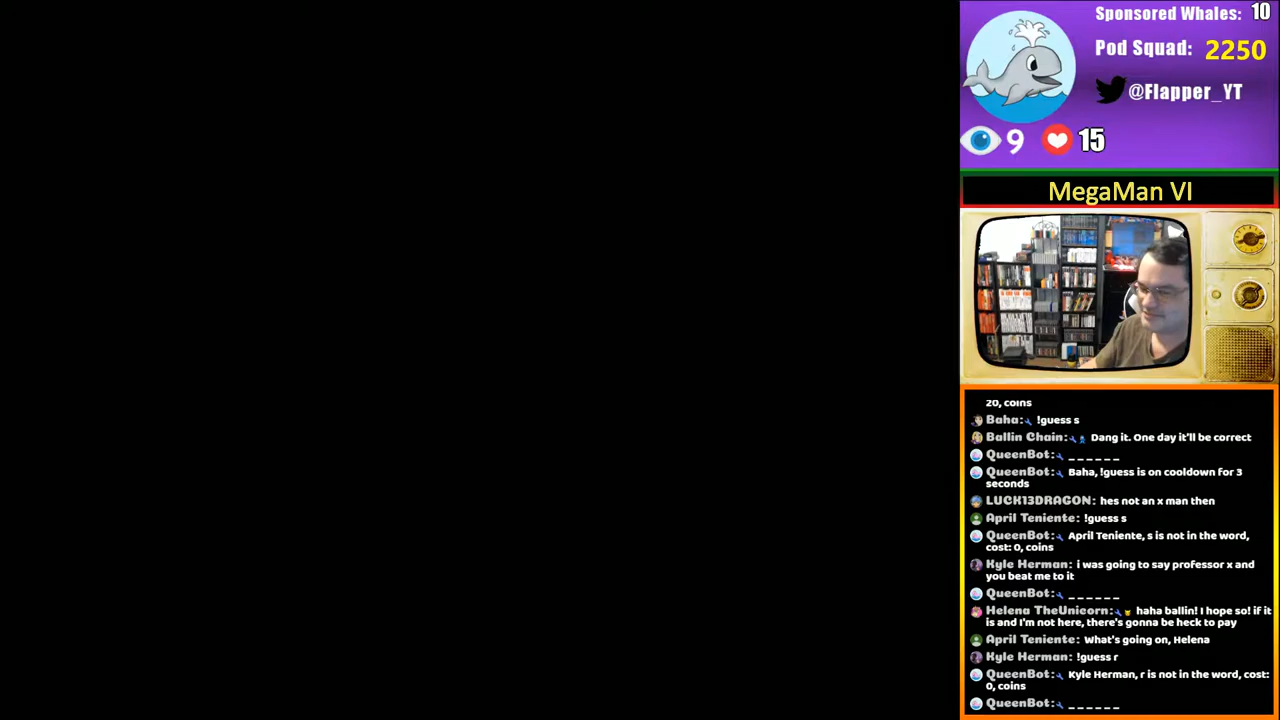 Sponsored Whales: 10
Pod Squad: 2250
@Flapper_YT
9 15
MegaMan VI
20, coins
Baha: !guess s
Ballin Chain: Dang it. One day it'll be correct
QueenBot: _ _ _ _ _ _
QueenBot: Baha, !guess is on cooldown for 3
seconds
LUCK13DRAGON: hes not an x man then
April Teniente: !guess s
QueenBot: April Teniente, s is not in the word,
cost: 0, coins
Kyle Herman: i was going to say professor x and
you beat me to it
QueenBot: _ _ _ _ _ _
Helena TheUnicorn: haha ballin! I hope so! if it
is and I'm not here, there's gonna be heck to pay
April Teniente: What's going on, Helena
Kyle Herman: !guess r
QueenBot: Kyle Herman, r is not in the word, cost:
0, coins
QueenBot: _ _ _ _ _ _